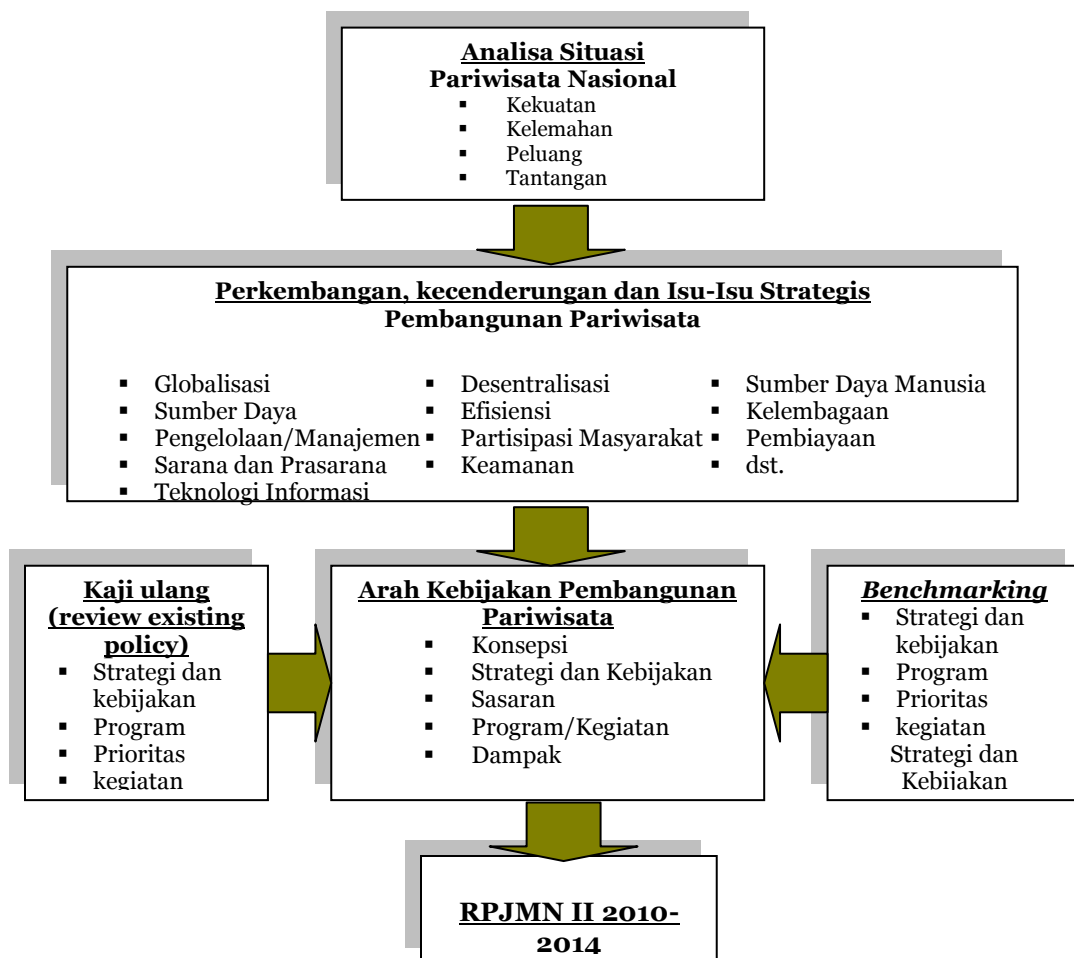 Analisa Situasi
Pariwisata Nasional
▪ Kekuatan
▪ Kelemahan
▪ Peluang
▪ Tantangan
Perkembangan, kecenderungan dan Isu-Isu Strategis
Pembangunan Pariwisata
▪ Globalisasi
▪ Sumber Daya
▪ Pengelolaan/Manajemen
▪ Sarana dan Prasarana
▪ Teknologi Informasi
▪ Desentralisasi
▪ Efisiensi
▪ Partisipasi Masyarakat
▪ Keamanan
▪ Sumber Daya Manusia
▪ Kelembagaan
▪ Pembiayaan
▪ dst.
Kaji ulang
(review existing
policy)
▪ Strategi dan
kebijakan
▪ Program
▪ Prioritas
▪ kegiatan
Arah Kebijakan Pembangunan
Pariwisata
▪ Konsepsi
▪ Strategi dan Kebijakan
▪ Sasaran
▪ Program/Kegiatan
▪ Dampak
Benchmarking
▪ Strategi dan
kebijakan
▪ Program
▪ Prioritas
▪ kegiatan
Strategi dan
Kebijakan
RPJMN II 2010-
2014